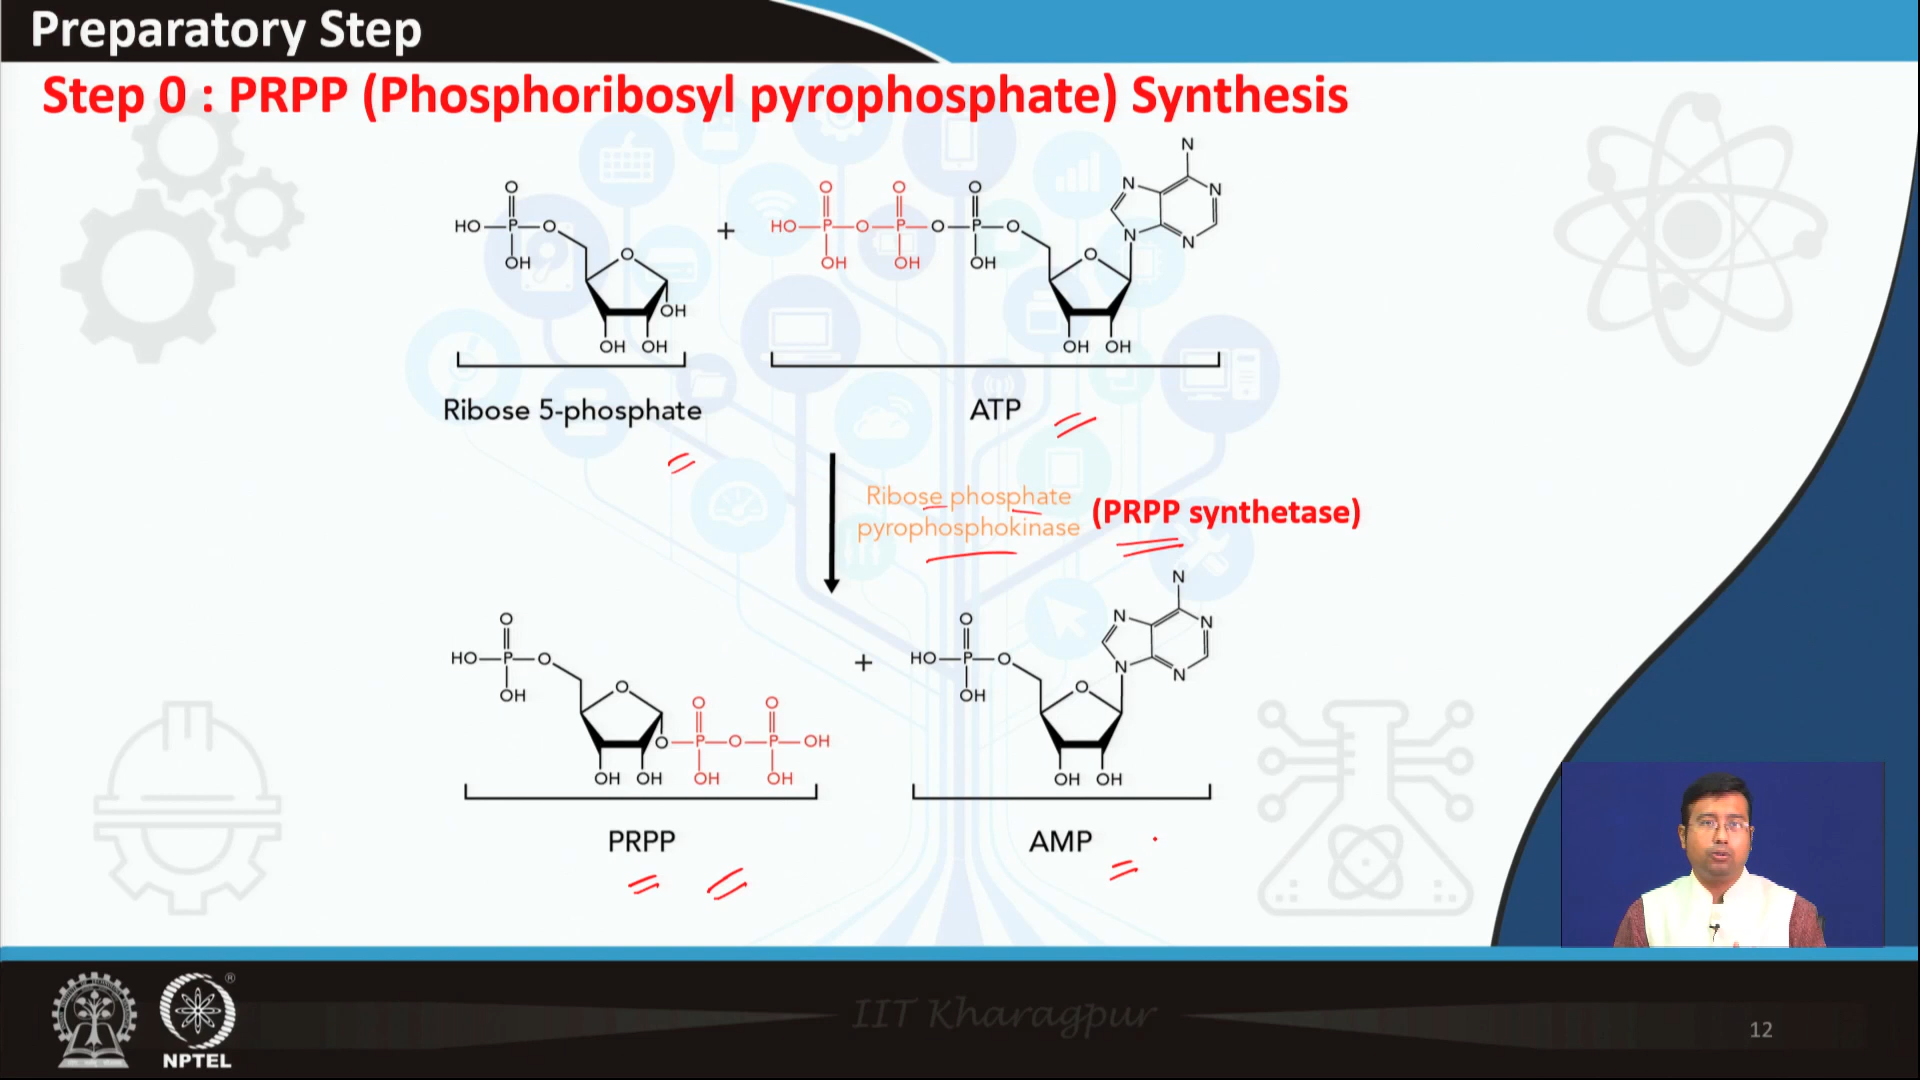 Preparatory Step
Step 0 : PRPP (Phosphoribosyl pyrophosphate) Synthesis
N
O O O O N N
HO P O O + HO P O P O P O N N
OH O OH OH OH O
OH
OH OH OH OH
Ribose 5-phosphate ATP
Ribose phosphate
pyrophosphokinase (PRPP synthetase)
N
O O N N
HO P O + HO P O N N
OH O O O OH O
O P O P OH
OH OH OH OH OH OH
PRPP AMP
IIT Kharagpur
NPTEL
®
12